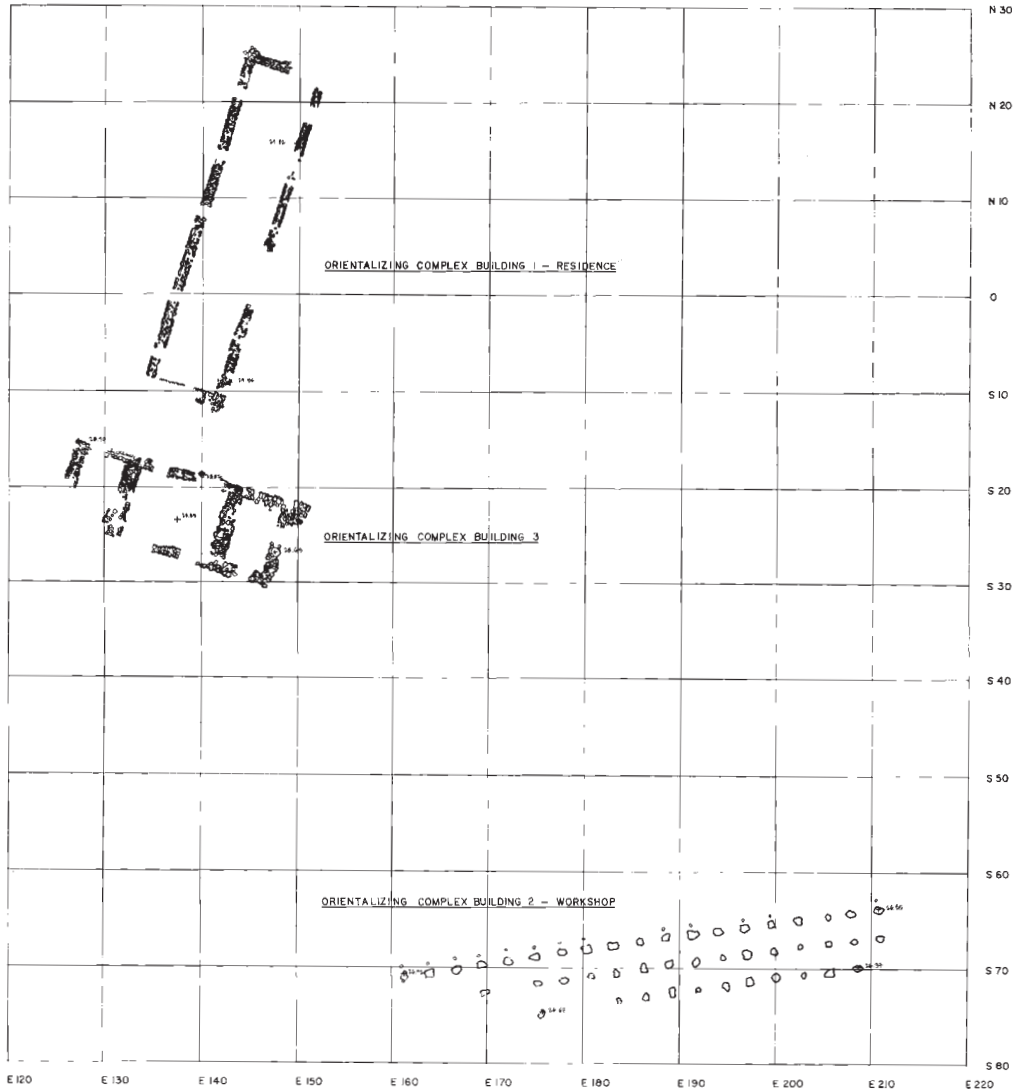 N 30
N 20
N 10
ORIENTALIZING COMPLEX BUILDING 1 – RESIDENCE
0
S 10
S 20
ORIENTALIZING COMPLEX BUILDING 3
S 30
S 40
S 50
S 60
ORIENTALIZING COMPLEX BUILDING 2 – WORKSHOP
S 70
S 80
E 120 E 130 E 140 E 150 E 160 E 170 E 180 E 190 E 200 E 210 E 220